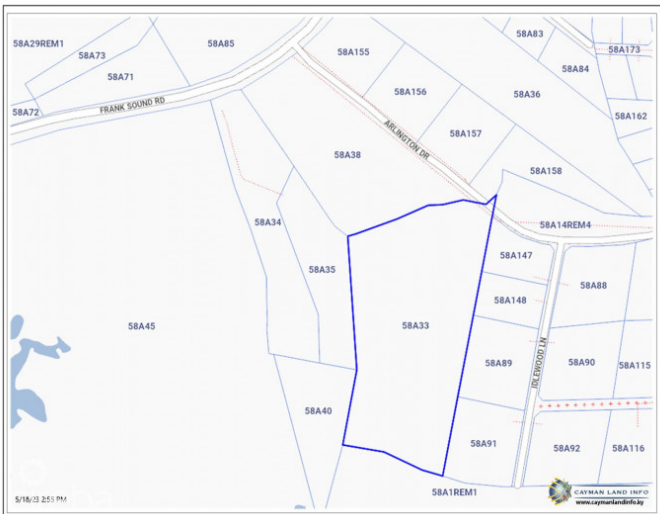 58A29REM1
58A73
58A71
58A72
58A85
FRANK SOUND RD
58A155
58A156
58A157
ARLINGTON DR
58A83
58A84
58A173
58A36
58A162
58A158
58A38
58A34
58A35
58A14REM4
58A147
58A148
58A88
58A45
58A33
58A89
IDLEWOOD LN
58A90
58A115
58A40
58A91
58A92
58A116
58A1REM1
5/18/23 2:55 PM
CAYMAN LAND INFO
www.caymanlandinfo.ky